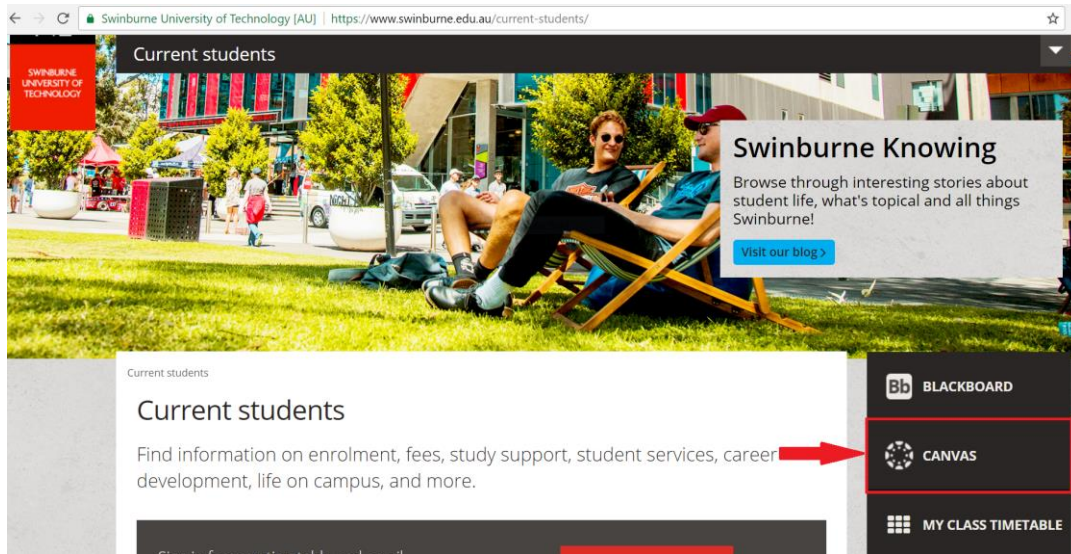 Swinburne University of Technology [AU] | https://www.swinburne.edu.au/current-students/
SWINBURNE
UNIVERSITY OF
TECHNOLOGY
Current students
Swinburne Knowing
Browse through interesting stories about
student life, what's topical and all things
Swinburne!
Visit our blog >
Current students
Current students
Find information on enrolment, fees, study support, student services, career
development, life on campus, and more.
Bb BLACKBOARD
CANVAS
MY CLASS TIMETABLE